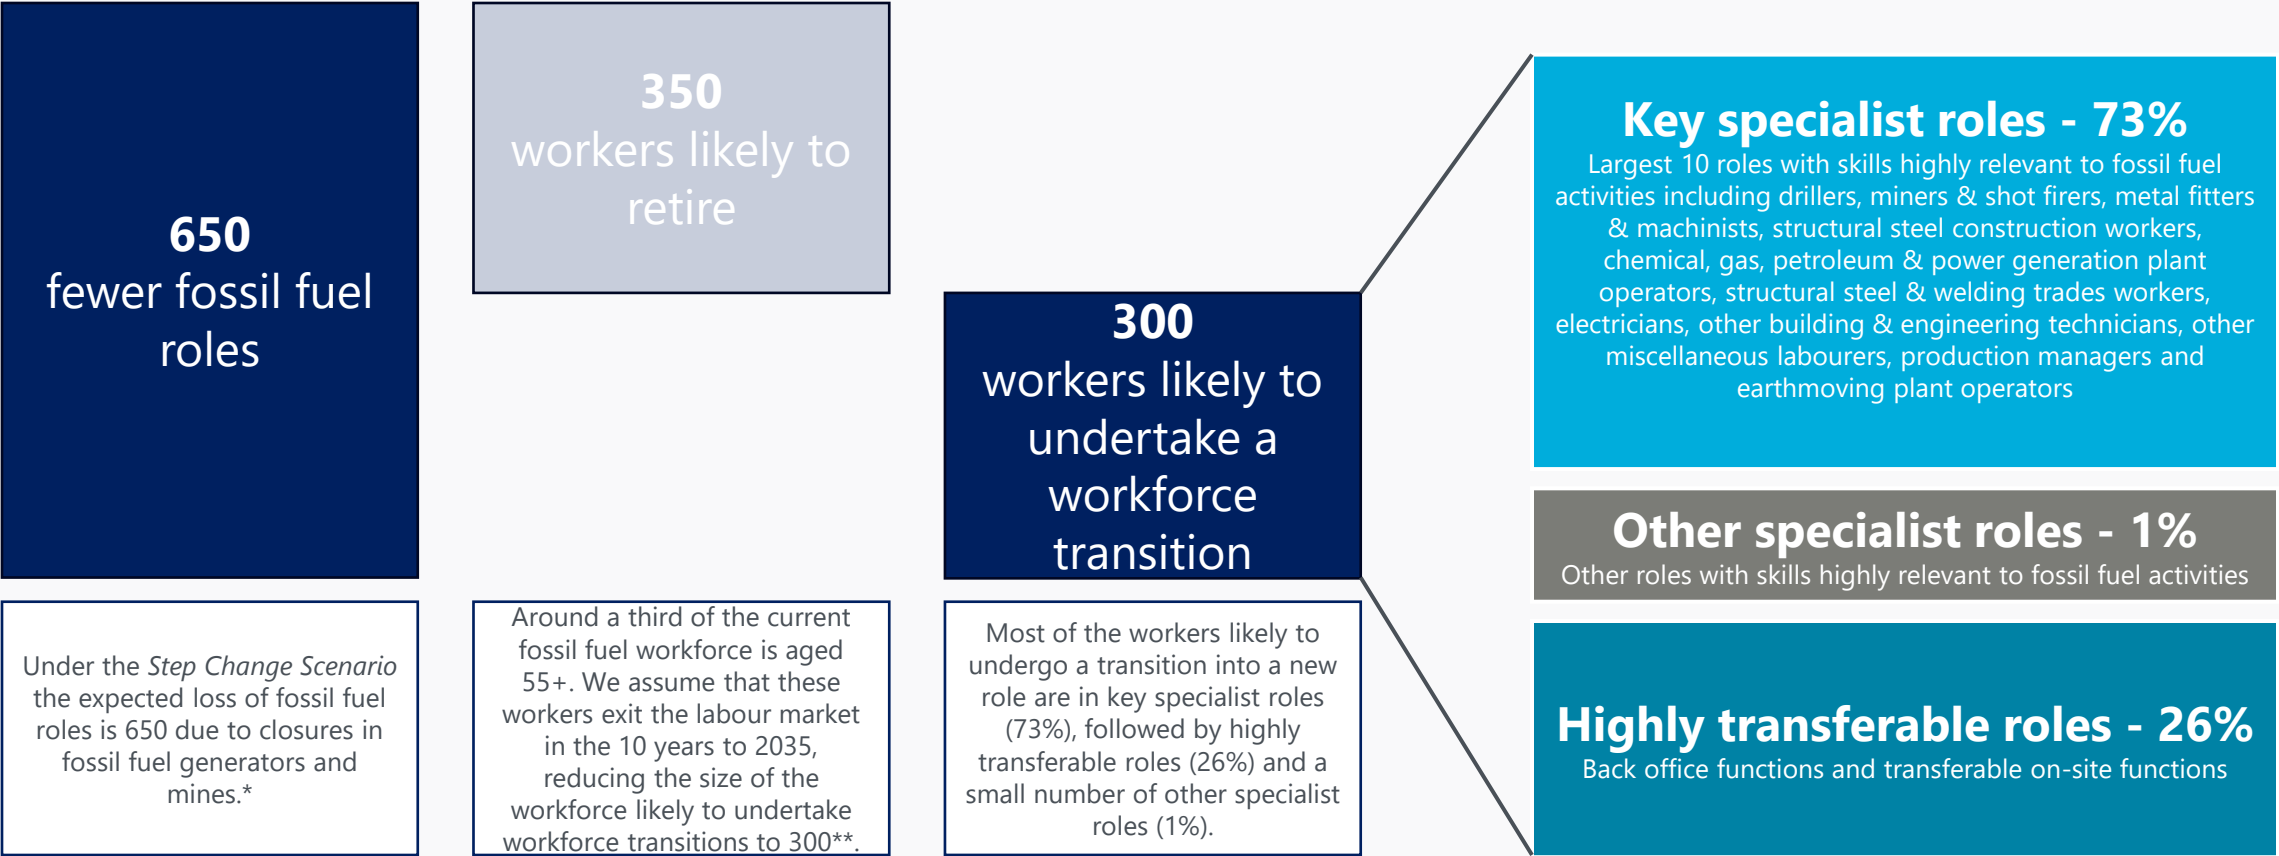 650
fewer fossil fuel
roles
350
workers likely to
retire
300
workers likely to
undertake a
workforce
transition
Key specialist roles - 73%
Largest 10 roles with skills highly relevant to fossil fuel
activities including drillers, miners & shot firers, metal fitters
& machinists, structural steel construction workers,
chemical, gas, petroleum & power generation plant
operators, structural steel & welding trades workers,
electricians, other building & engineering technicians, other
miscellaneous labourers, production managers and
earthmoving plant operators
Other specialist roles - 1%
Other roles with skills highly relevant to fossil fuel activities
Highly transferable roles - 26%
Back office functions and transferable on-site functions
Under the Step Change Scenario
the expected loss of fossil fuel
roles is 650 due to closures in
fossil fuel generators and
mines.*
Around a third of the current
fossil fuel workforce is aged
55+. We assume that these
workers exit the labour market
in the 10 years to 2035,
reducing the size of the
workforce likely to undertake
workforce transitions to 300**.
Most of the workers likely to
undergo a transition into a new
role are in key specialist roles
(73%), followed by highly
transferable roles (26%) and a
small number of other specialist
roles (1%).